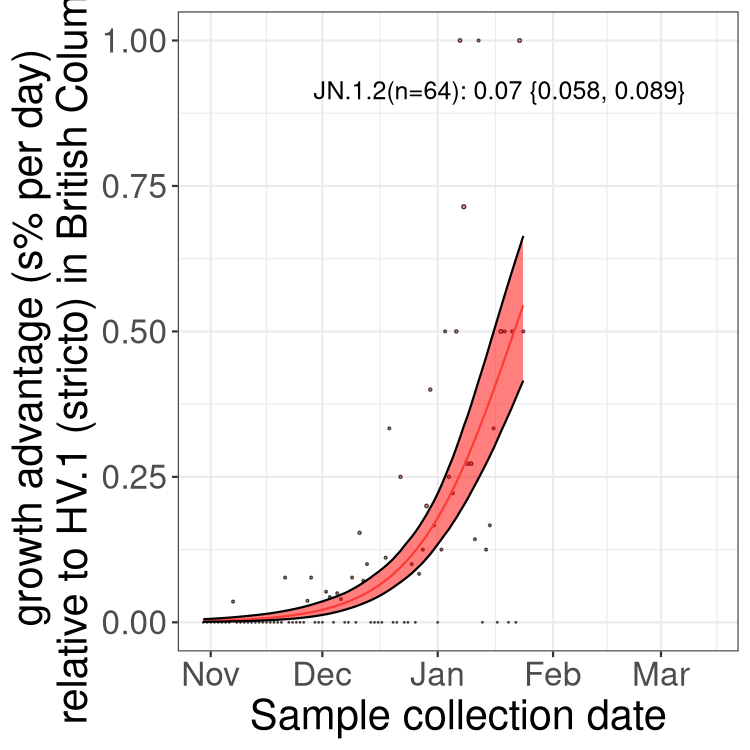 growth advantage (s% per day)
relative to HV.1 (stricto) in British Colum
1.00
0.75
0.50
0.25
0.00
JN.1.2(n=64): 0.07 {0.058, 0.089}
Nov Dec Jan Feb Mar
Sample collection date